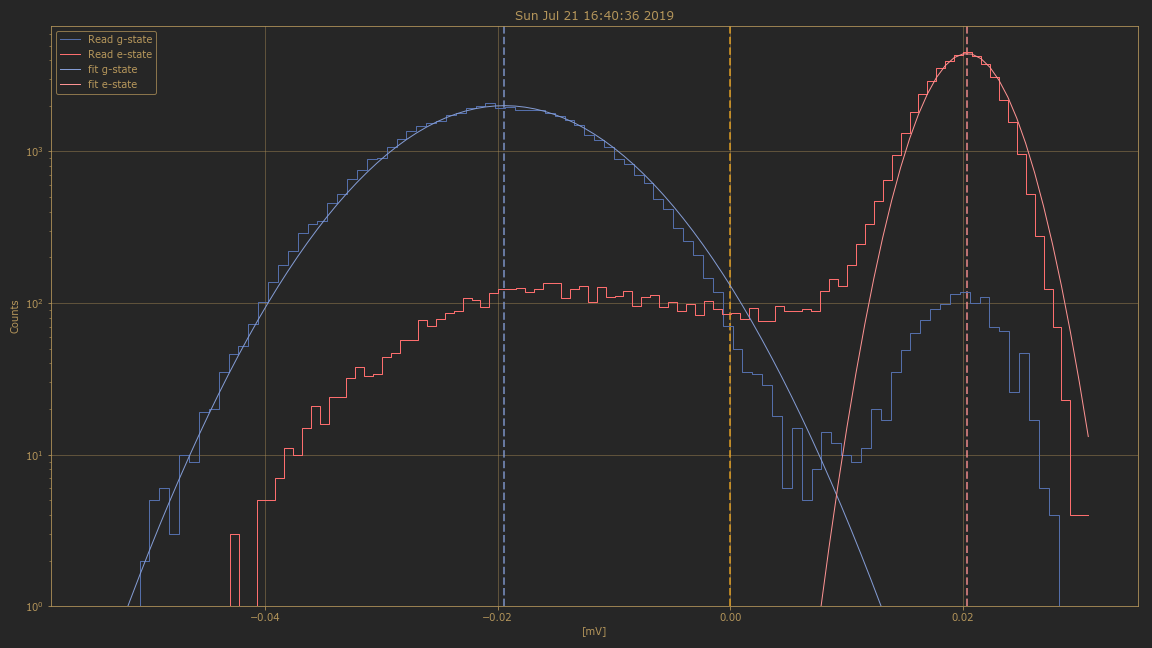 Sun Jul 21 16:40:36 2019
Read g-state
Read e-state
fit g-state
fit e-state
Counts
10³
10²
10¹
10⁰
−0.04
−0.02
0.00
0.02
[mV]